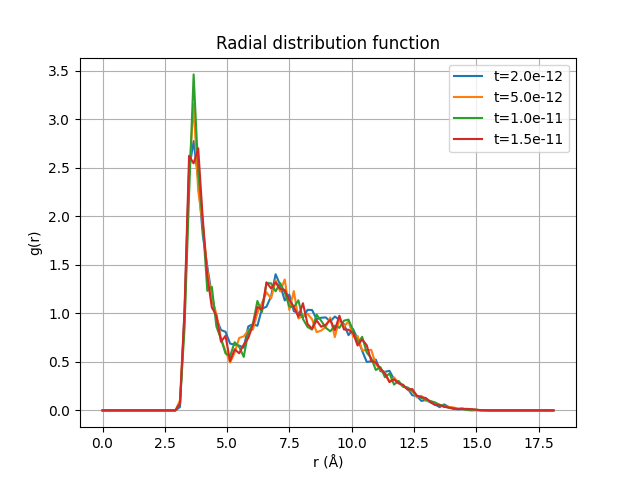 Radial distribution function
t=2.0e-12
t=5.0e-12
t=1.0e-11
t=1.5e-11
g(r)
3.5
3.0
2.5
2.0
1.5
1.0
0.5
0.0
0.0 2.5 5.0 7.5 10.0 12.5 15.0 17.5
r (Å)